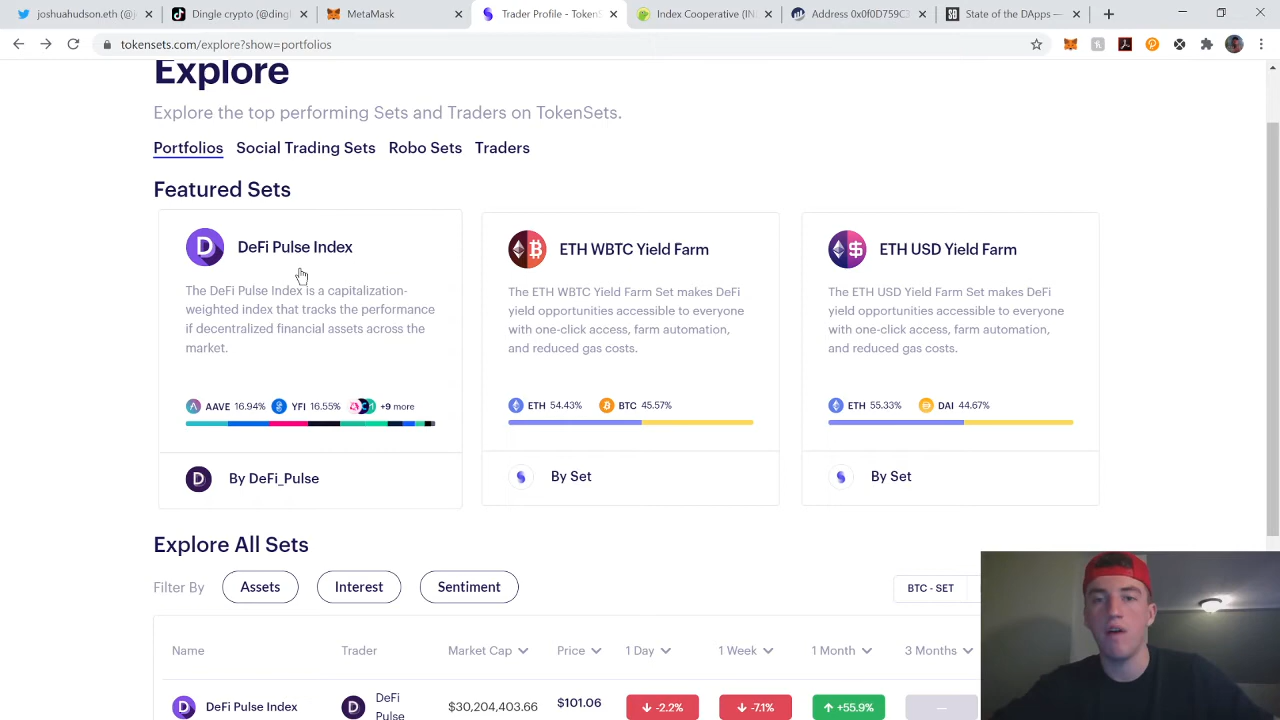 @joshuahudson.eth) /
TikTok
MetaMask
Trader Profile - TokenS
Index Cooperative (IN
Address 0x0f0D759C3
State of the DApps —
tokensets.com/explore?show=portfolios
Explore
Explore the top performing Sets and Traders on TokenSets.
Portfolios Social Trading Sets Robo Sets Traders
Featured Sets
DeFi Pulse Index
The DeFi Pulse Index is a capitalization-
weighted index that tracks the performance
if decentralized financial assets across the
market.
AAVE 16.94% YFI 16.55% +9 more
By DeFi_Pulse
ETH WBTC Yield Farm
The ETH WBTC Yield Farm Set makes DeFi
yield opportunities accessible to everyone
with one-click access, farm automation,
and reduced gas costs.
ETH 54.43% BTC 45.57%
By Set
ETH USD Yield Farm
The ETH USD Yield Farm Set makes DeFi
yield opportunities accessible to everyone
with one-click access, farm automation,
and reduced gas costs.
ETH 55.33% DAI 44.67%
By Set
Explore All Sets
Filter By Assets Interest Sentiment BTC - SET
Name Trader Market Cap Price 1 Day 1 Week 1 Month 3 Months
DeFi Pulse Index DeFi Pulse $30,204,403.66 $101.06 -2.2% -7.1% +55.9% —